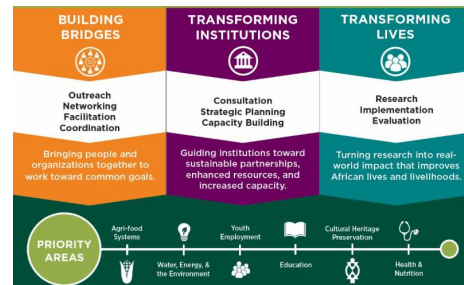 BUILDING
BRIDGES
Outreach
Networking
Facilitation
Coordination
Bringing people and
organizations together to
work toward common goals.
TRANSFORMING
INSTITUTIONS
Consultation
Strategic Planning
Capacity Building
Guiding institutions toward
sustainable partnerships,
enhanced resources, and
increased capacity.
TRANSFORMING
LIVES
Research
Implementation
Evaluation
Turning research into real-
world impact that improves
African lives and livelihoods.
PRIORITY
AREAS
Agri-food
Systems
Water, Energy, &
the Environment
Youth
Employment
Education
Cultural Heritage
Preservation
Health &
Nutrition